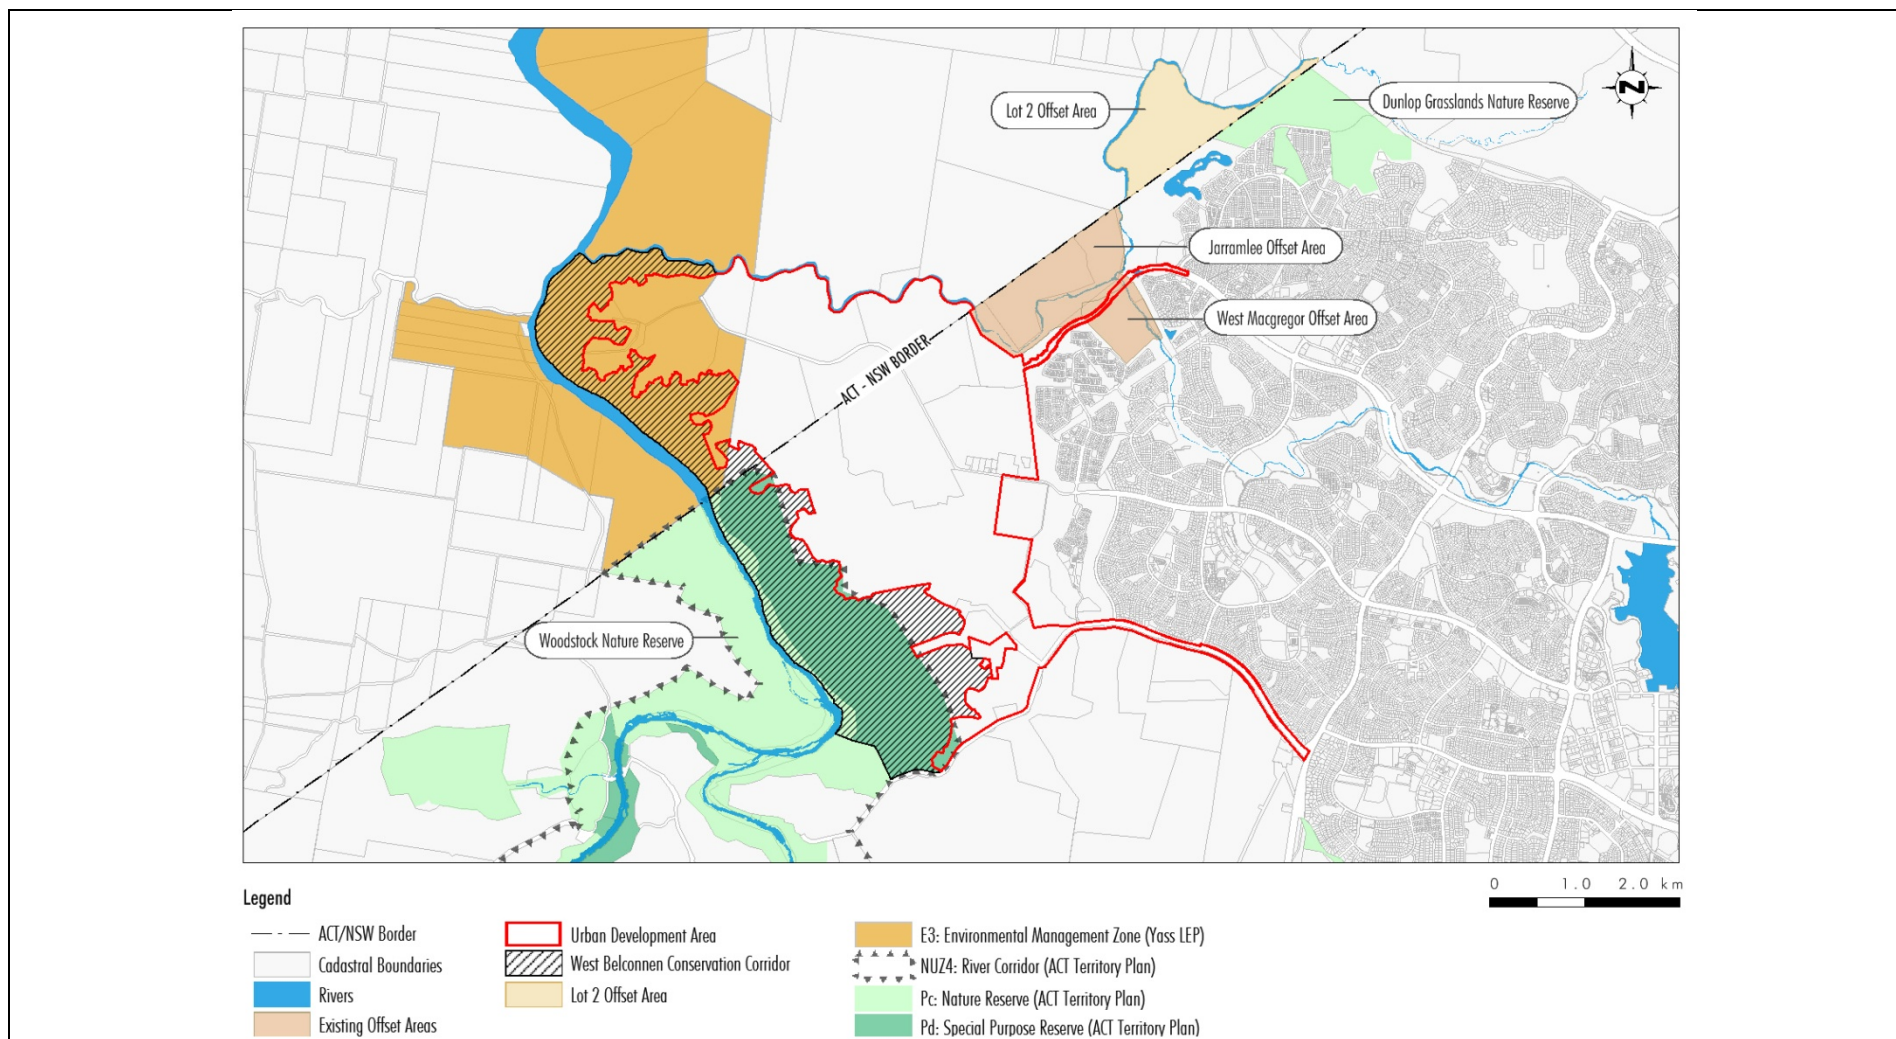 Lot 2 Offset Area
Dunlop Grasslands Nature Reserve
N
Jarramlee Offset Area
West Macgregor Offset Area
ACT - NSW BORDER
Woodstock Nature Reserve
0 1.0 2.0 km
Legend
ACT/NSW Border
Cadastral Boundaries
Rivers
Existing Offset Areas
Urban Development Area
West Belconnen Conservation Corridor
Lot 2 Offset Area
E3: Environmental Management Zone (Yass LEP)
NUZ4: River Corridor (ACT Territory Plan)
Pc: Nature Reserve (ACT Territory Plan)
Pd: Special Purpose Reserve (ACT Territory Plan)